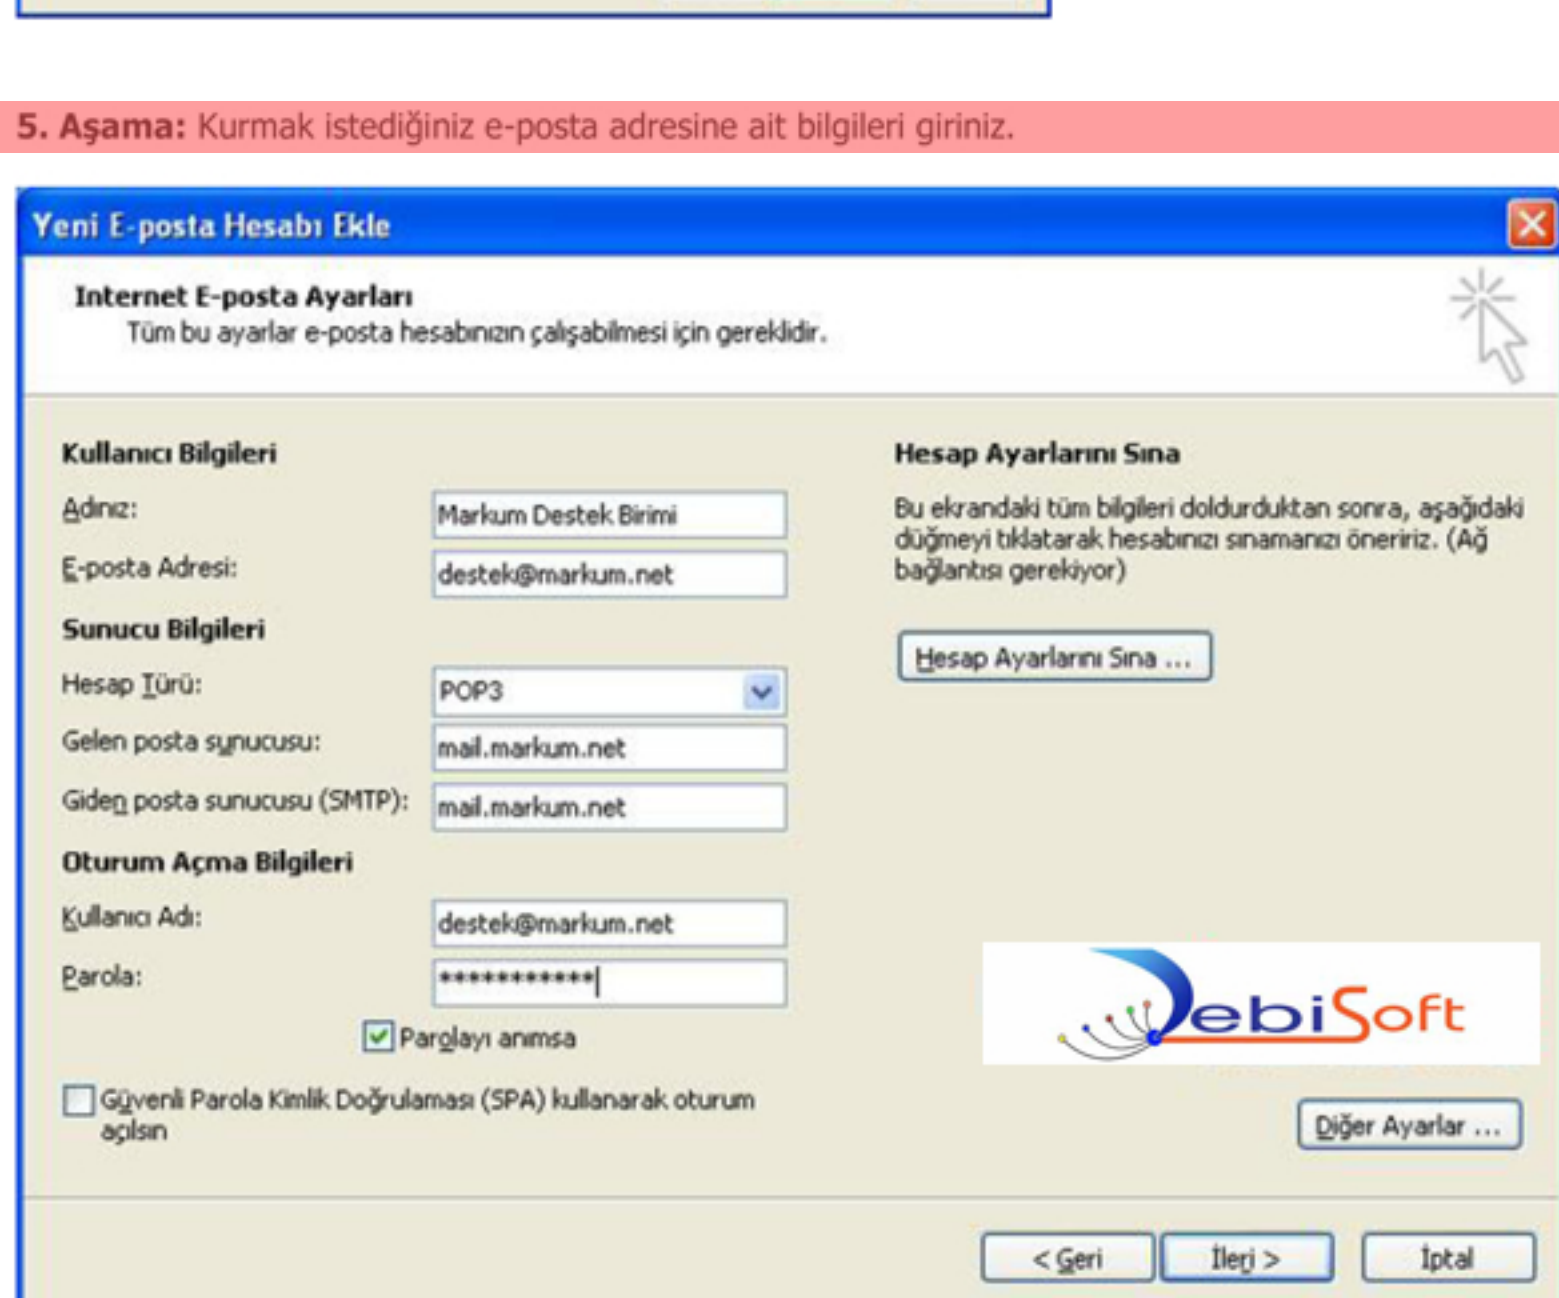 5. Aşama: Kurmak istediğiniz e-posta adresine ait bilgileri giriniz.
Yeni E-posta Hesabı Ekle
Internet E-posta Ayarları
Tüm bu ayarlar e-posta hesabınızın çalışabilmesi için gereklidir.
Kullanıcı Bilgileri
Adınız:
Markum Destek Birimi
E-posta Adresi:
destek@markum.net
Sunucu Bilgileri
Hesap Türü:
POP3
Gelen posta sunucusu:
mail.markum.net
Giden posta sunucusu (SMTP):
mail.markum.net
Oturum Açma Bilgileri
Kullanıcı Adı:
destek@markum.net
Parola:
***********
Parolayı anımsa
Güvenli Parola Kimlik Doğrulaması (SPA) kullanarak oturum
açılsın
Hesap Ayarlarını Sına
Bu ekrandaki tüm bilgileri doldurduktan sonra, aşağıdaki
düğmeyi tıklatarak hesabınızı sınamanızı öneririz. (Ağ
bağlantısı gerekiyor)
Hesap Ayarlarını Sına ...
DebiSoft
Diğer Ayarlar ...
< Geri
İleri >
İptal